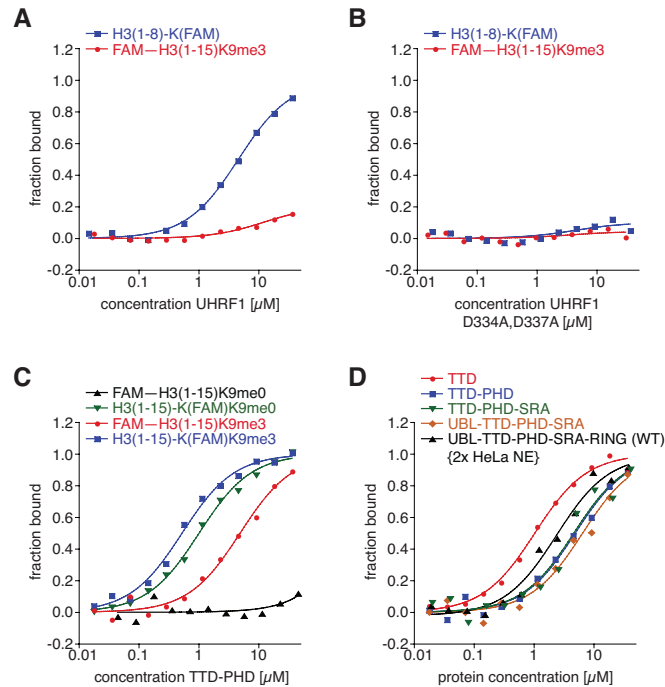 A
H3(1-8)-K(FAM)
FAM—H3(1-15)K9me3
1.2
1.0
0.8
0.6
0.4
0.2
0.0
-0.2
fraction bound
0.01
0.1
1
10
concentration UHRF1 [µM]
B
H3(1-8)-K(FAM)
FAM—H3(1-15)K9me3
1.2
1.0
0.8
0.6
0.4
0.2
0.0
-0.2
fraction bound
0.01
0.1
1
10
concentration UHRF1
D334A,D337A [µM]
C
FAM—H3(1-15)K9me0
H3(1-15)-K(FAM)K9me0
FAM—H3(1-15)K9me3
H3(1-15)-K(FAM)K9me3
1.2
1.0
0.8
0.6
0.4
0.2
0.0
-0.2
fraction bound
0.01
0.1
1
10
concentration TTD-PHD [µM]
D
TTD
TTD-PHD
TTD-PHD-SRA
UBL-TTD-PHD-SRA
UBL-TTD-PHD-SRA-RING (WT)
{2x HeLa NE}
1.2
1.0
0.8
0.6
0.4
0.2
0.0
-0.2
fraction bound
0.01
0.1
1
10
protein concentration [µM]